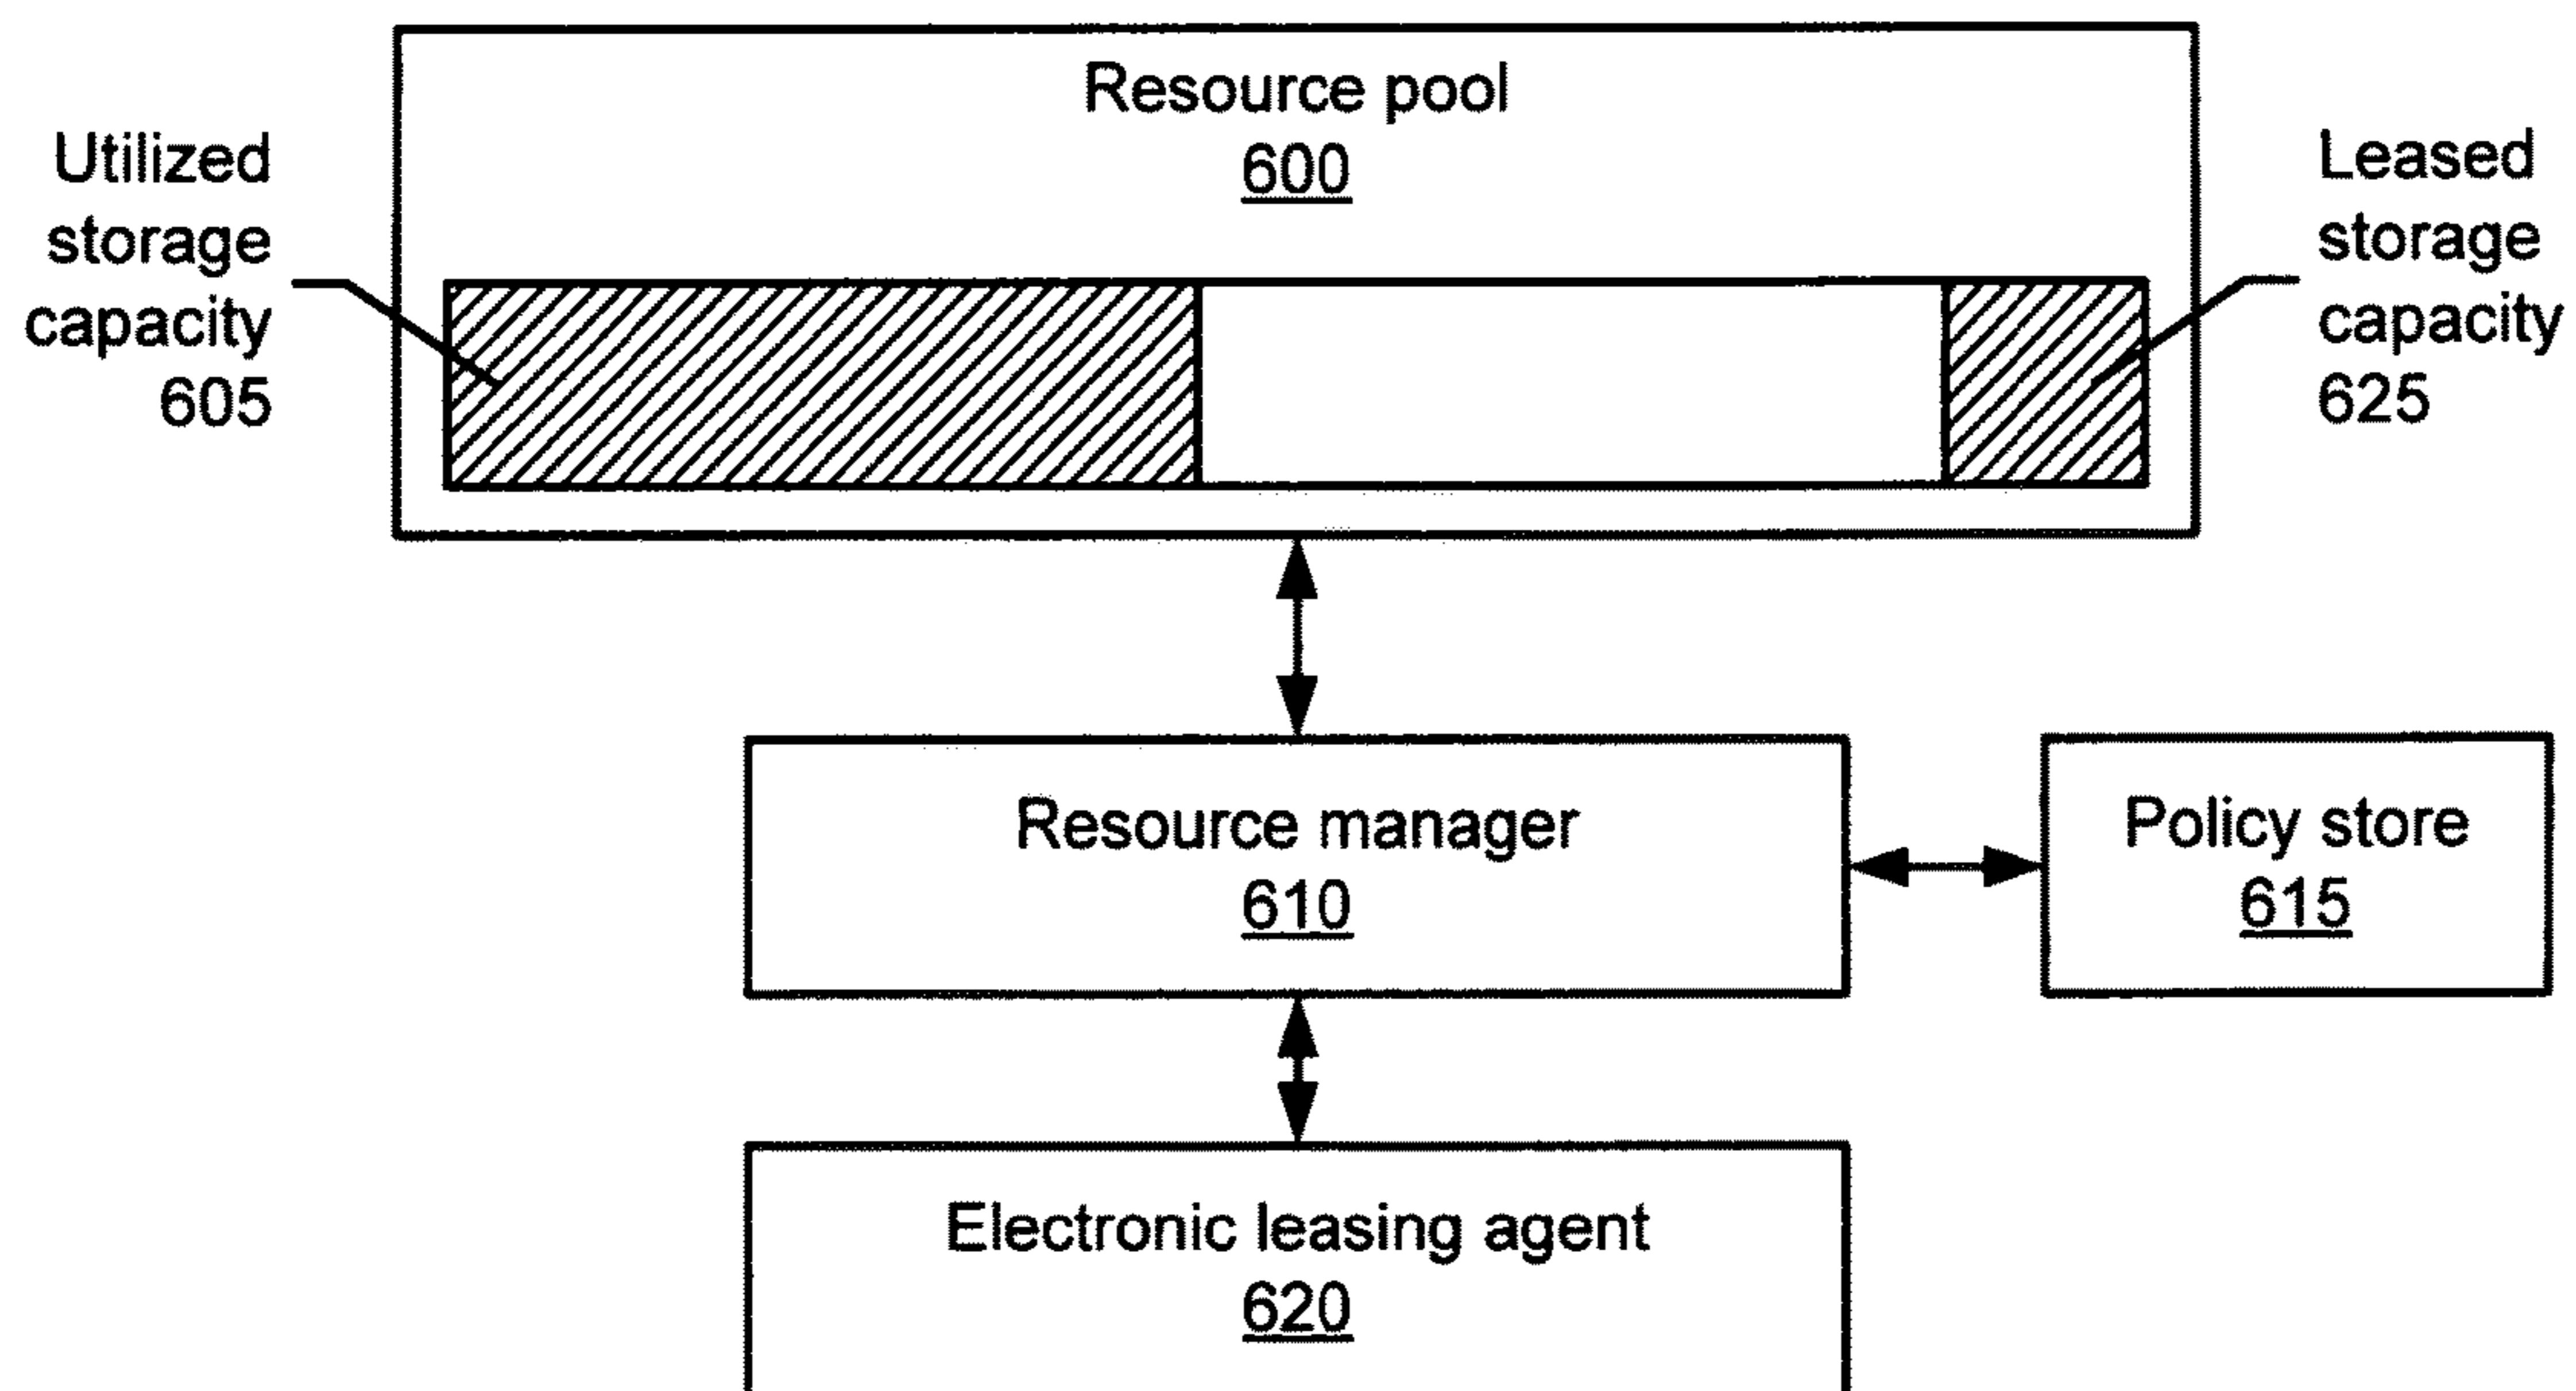 Resource pool
600
Utilized
storage
capacity
605
Leased
storage
capacity
625
Resource manager
610
Policy store
615
Electronic leasing agent
620